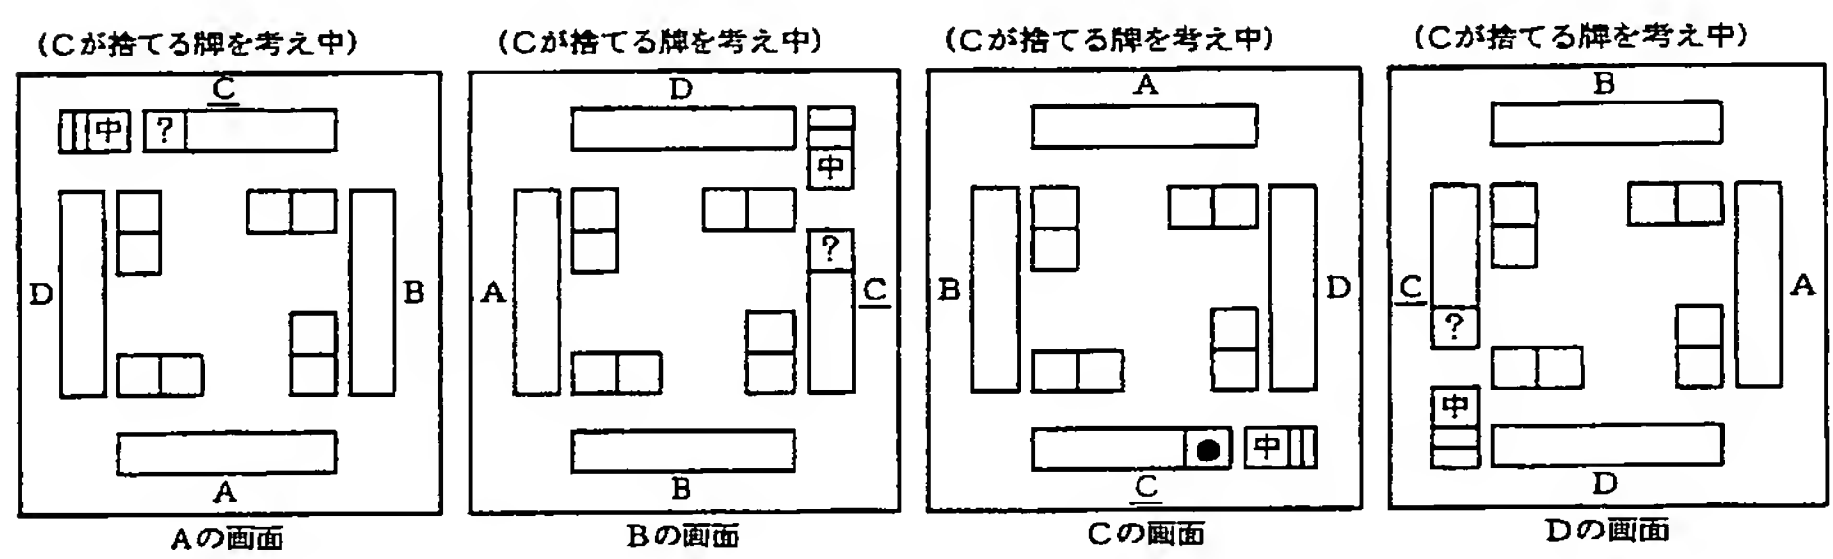 (Cが捨てる牌を考え中)
C
中 ?
D
B
A
Aの画面
(Cが捨てる牌を考え中)
D
中
?
A
C
B
Bの画面
(Cが捨てる牌を考え中)
A
B
D
● 中
C
Cの画面
(Cが捨てる牌を考え中)
B
C
A
?
中
D
Dの画面